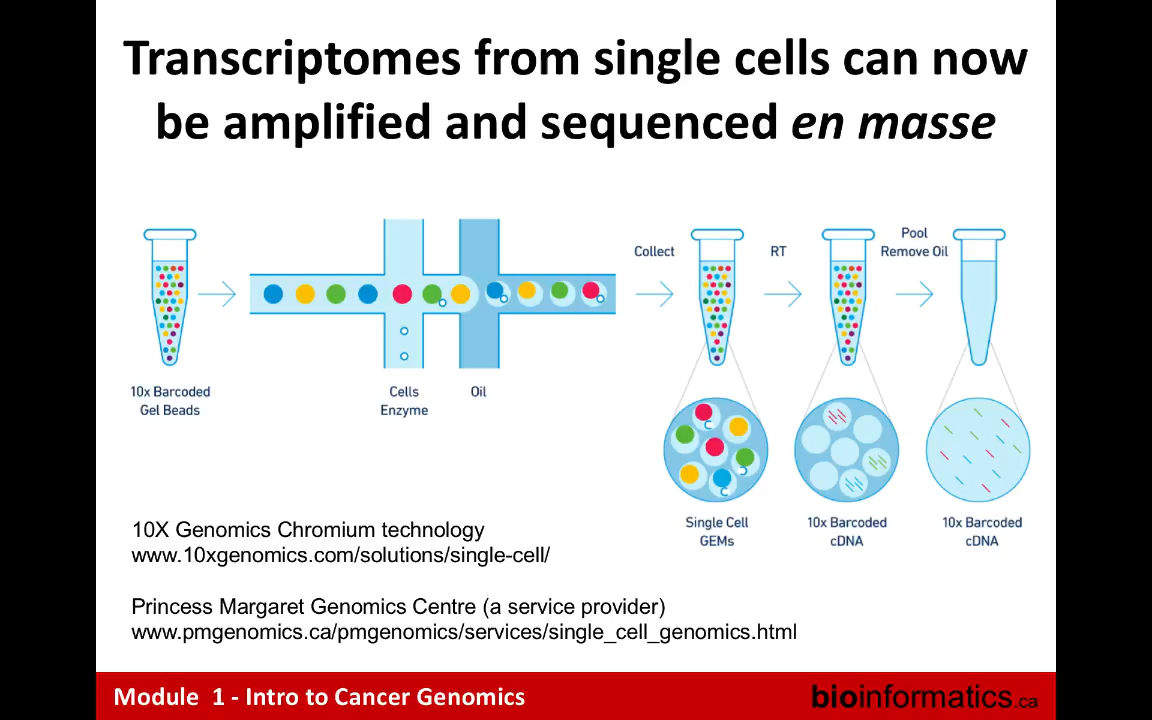 Transcriptomes from single cells can now
be amplified and sequenced en masse
Collect
RT
Pool
Remove Oil
10x Barcoded
Gel Beads
Cells
Enzyme
Oil
Single Cell
GEMs
10x Barcoded
cDNA
10x Barcoded
cDNA
10X Genomics Chromium technology
www.10xgenomics.com/solutions/single-cell/
Princess Margaret Genomics Centre (a service provider)
www.pmgenomics.ca/pmgenomics/services/single_cell_genomics.html
Module  1 - Intro to Cancer Genomics
bioinformatics.ca